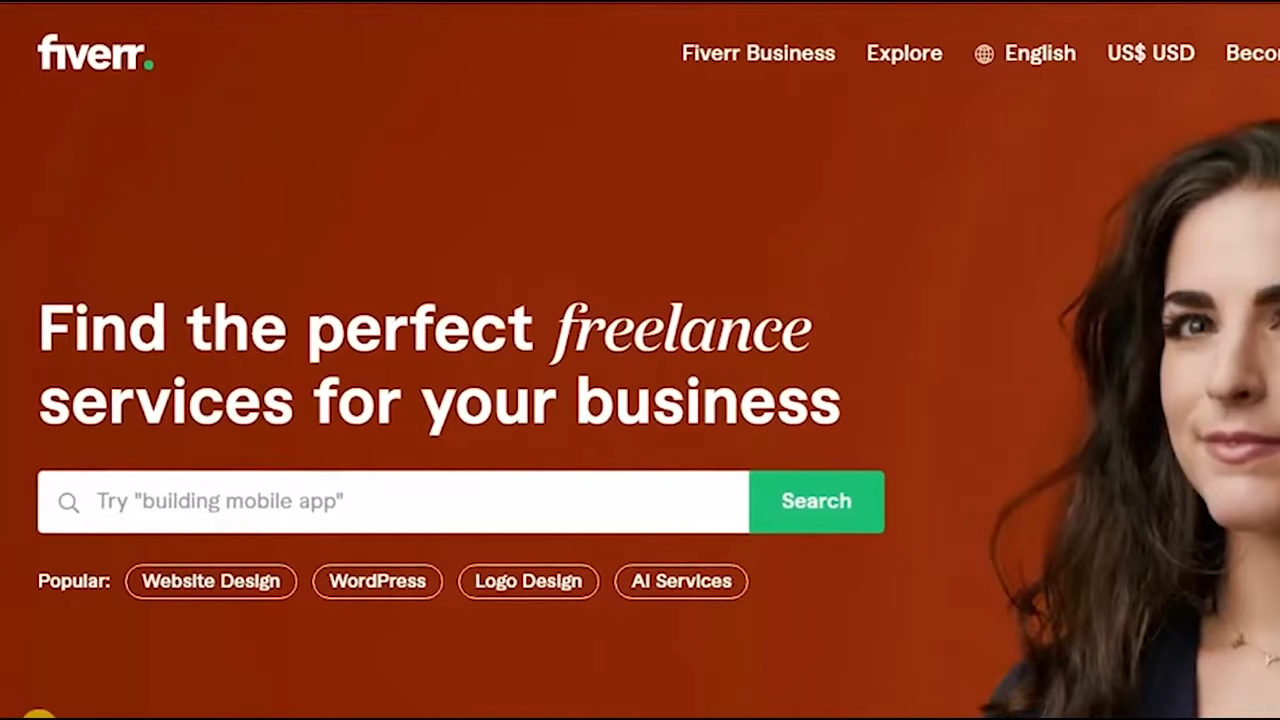 fiverr.
Fiverr Business Explore English US$ USD
Find the perfect freelance
services for your business
Try "building mobile app"
Search
Popular: Website Design WordPress Logo Design AI Services